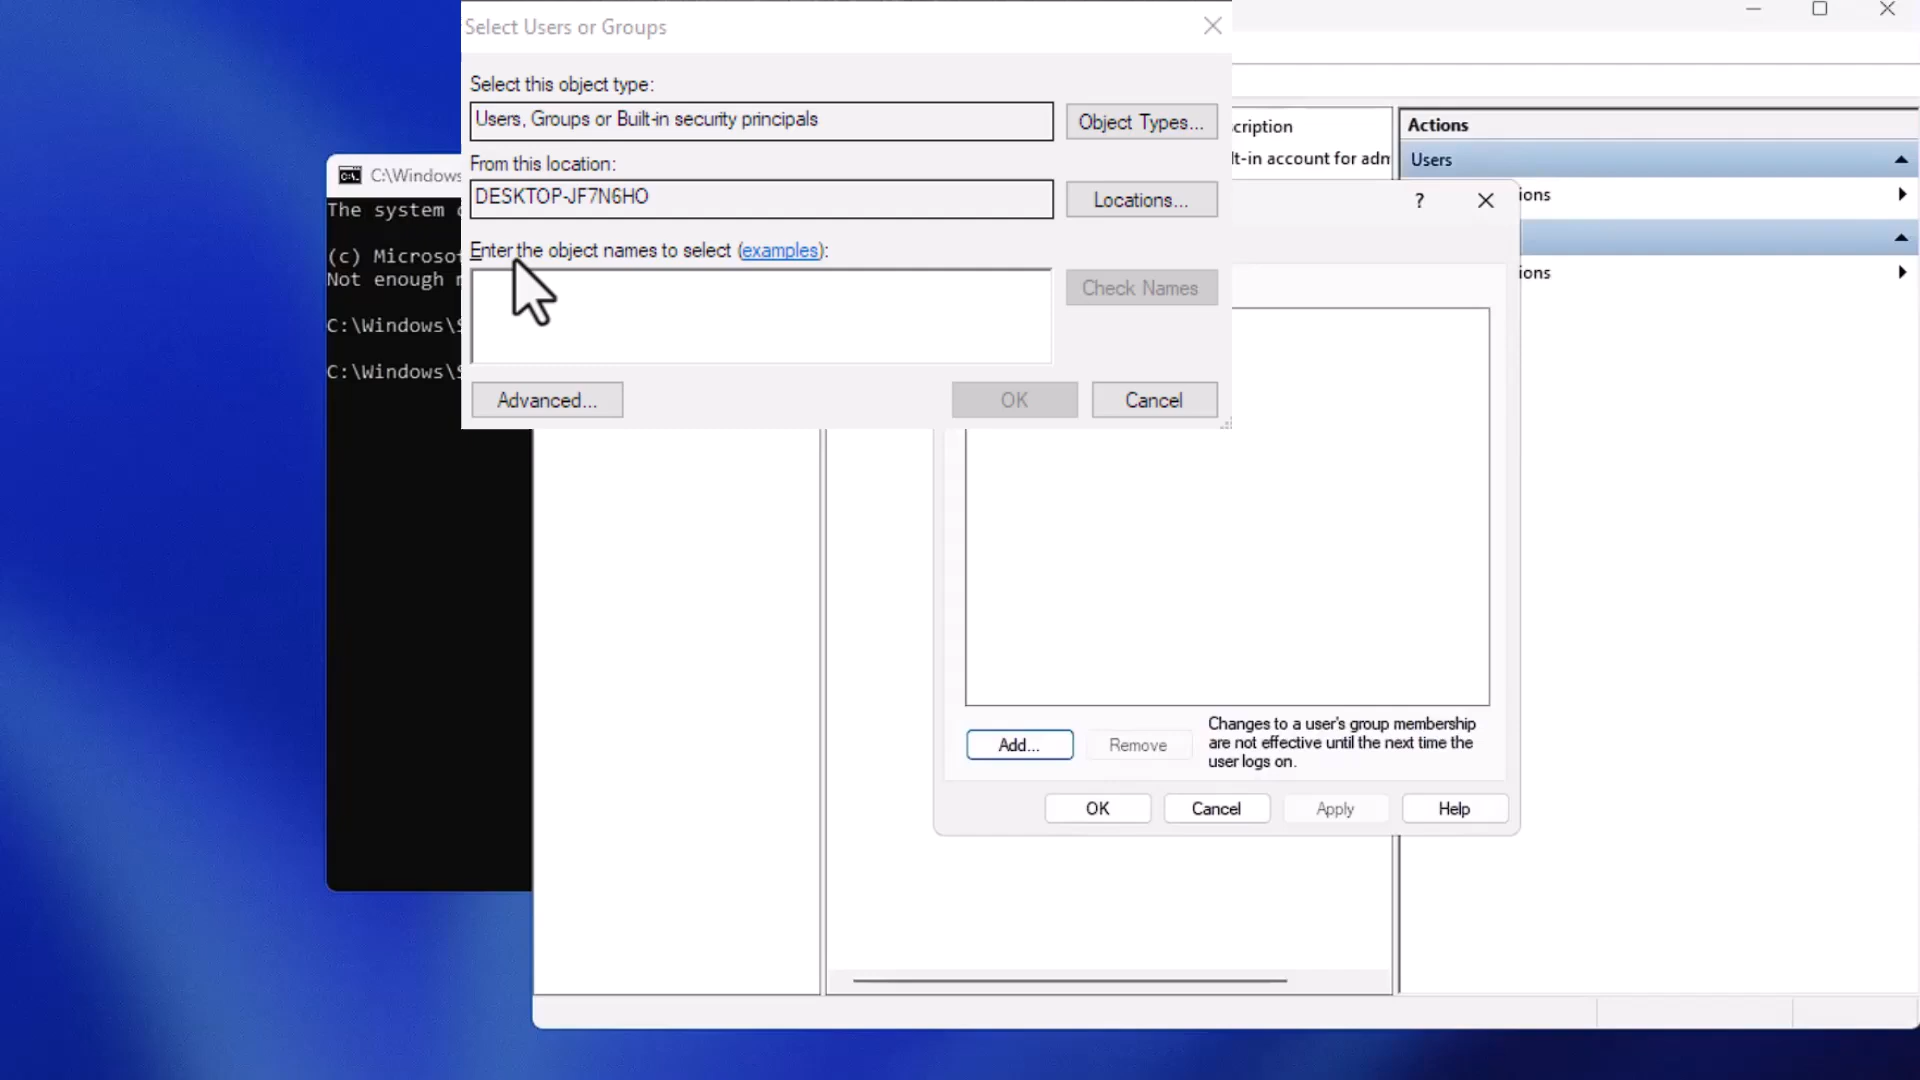 Select Users or Groups
Select this object type:
Users, Groups or Built-in security principals
Object Types...
From this location:
DESKTOP-JF7N6HO
Locations...
Enter the object names to select (examples):
Check Names
Advanced...
OK
Cancel
C:\Windows
The system
(c) Microso
Not enough
C:\Windows\S
C:\Windows\S
cription
lt-in account for adm
Actions
Users
ions
ions
?
Add...
Remove
Changes to a user's group membership
are not effective until the next time the
user logs on.
OK
Cancel
Apply
Help